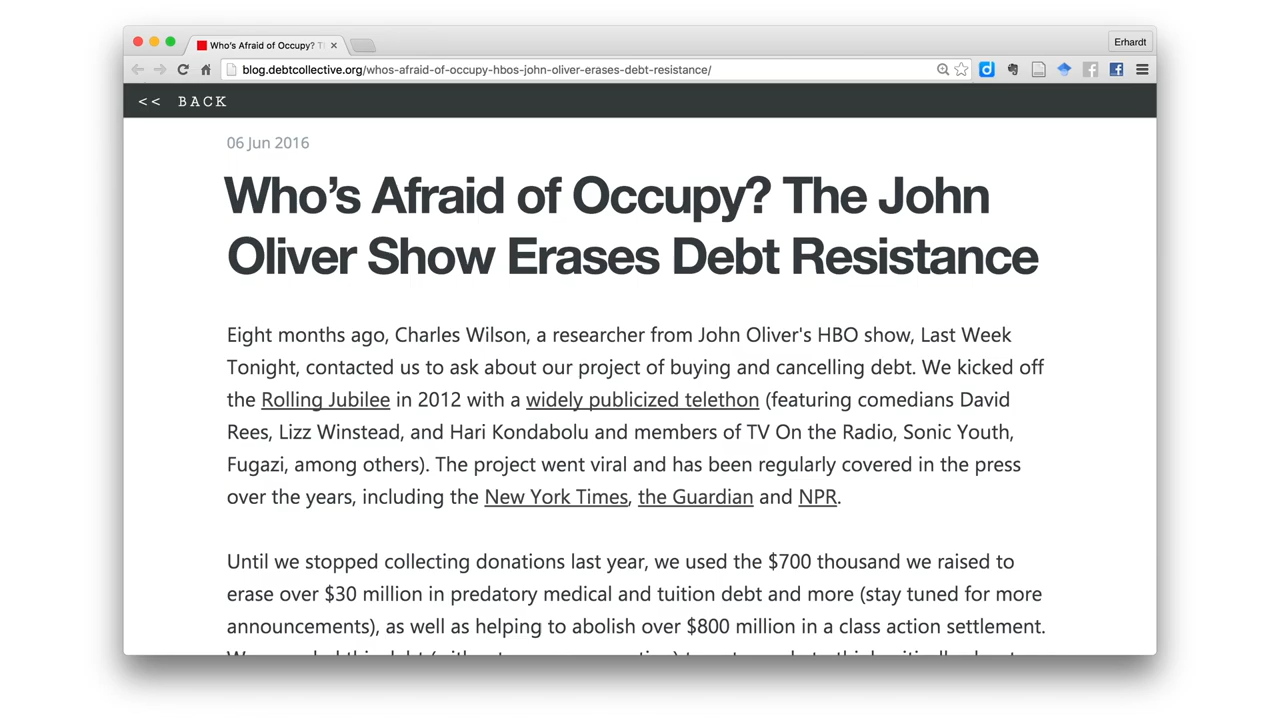 Who's Afraid of Occupy? T
Erhardt
blog.debtcollective.org/whos-afraid-of-occupy-hbos-john-oliver-erases-debt-resistance/
<< BACK
06 Jun 2016
Who’s Afraid of Occupy? The John
Oliver Show Erases Debt Resistance
Eight months ago, Charles Wilson, a researcher from John Oliver's HBO show, Last Week
Tonight, contacted us to ask about our project of buying and cancelling debt. We kicked off
the Rolling Jubilee in 2012 with a widely publicized telethon (featuring comedians David
Rees, Lizz Winstead, and Hari Kondabolu and members of TV On the Radio, Sonic Youth,
Fugazi, among others). The project went viral and has been regularly covered in the press
over the years, including the New York Times, the Guardian and NPR.
Until we stopped collecting donations last year, we used the $700 thousand we raised to
erase over $30 million in predatory medical and tuition debt and more (stay tuned for more
announcements), as well as helping to abolish over $800 million in a class action settlement.